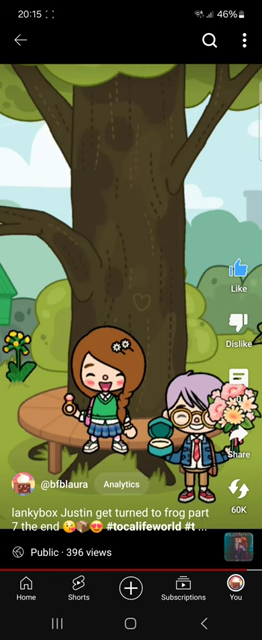 20:15
46%
Like
Dislike
Share
@bfblaura
Analytics
lankybox Justin get turned to frog part
7 the end 🤨📦😍 #tocalifeworld #t ...
60K
Public · 396 views
Home
Shorts
Subscriptions
You